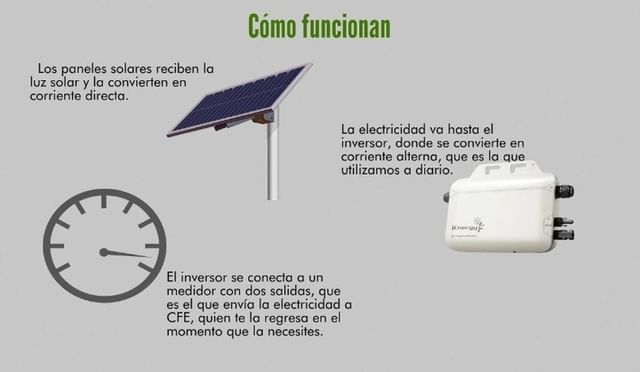 Cómo funcionan
Los paneles solares reciben la
luz solar y la convierten en
corriente directa.
La electricidad va hasta el
inversor, donde se convierte en
corriente alterna, que es la que
utilizamos a diario.
El inversor se conecta a un
medidor con dos salidas, que
es el que envía la electricidad a
CFE, quien te la regresa en el
momento que la necesites.